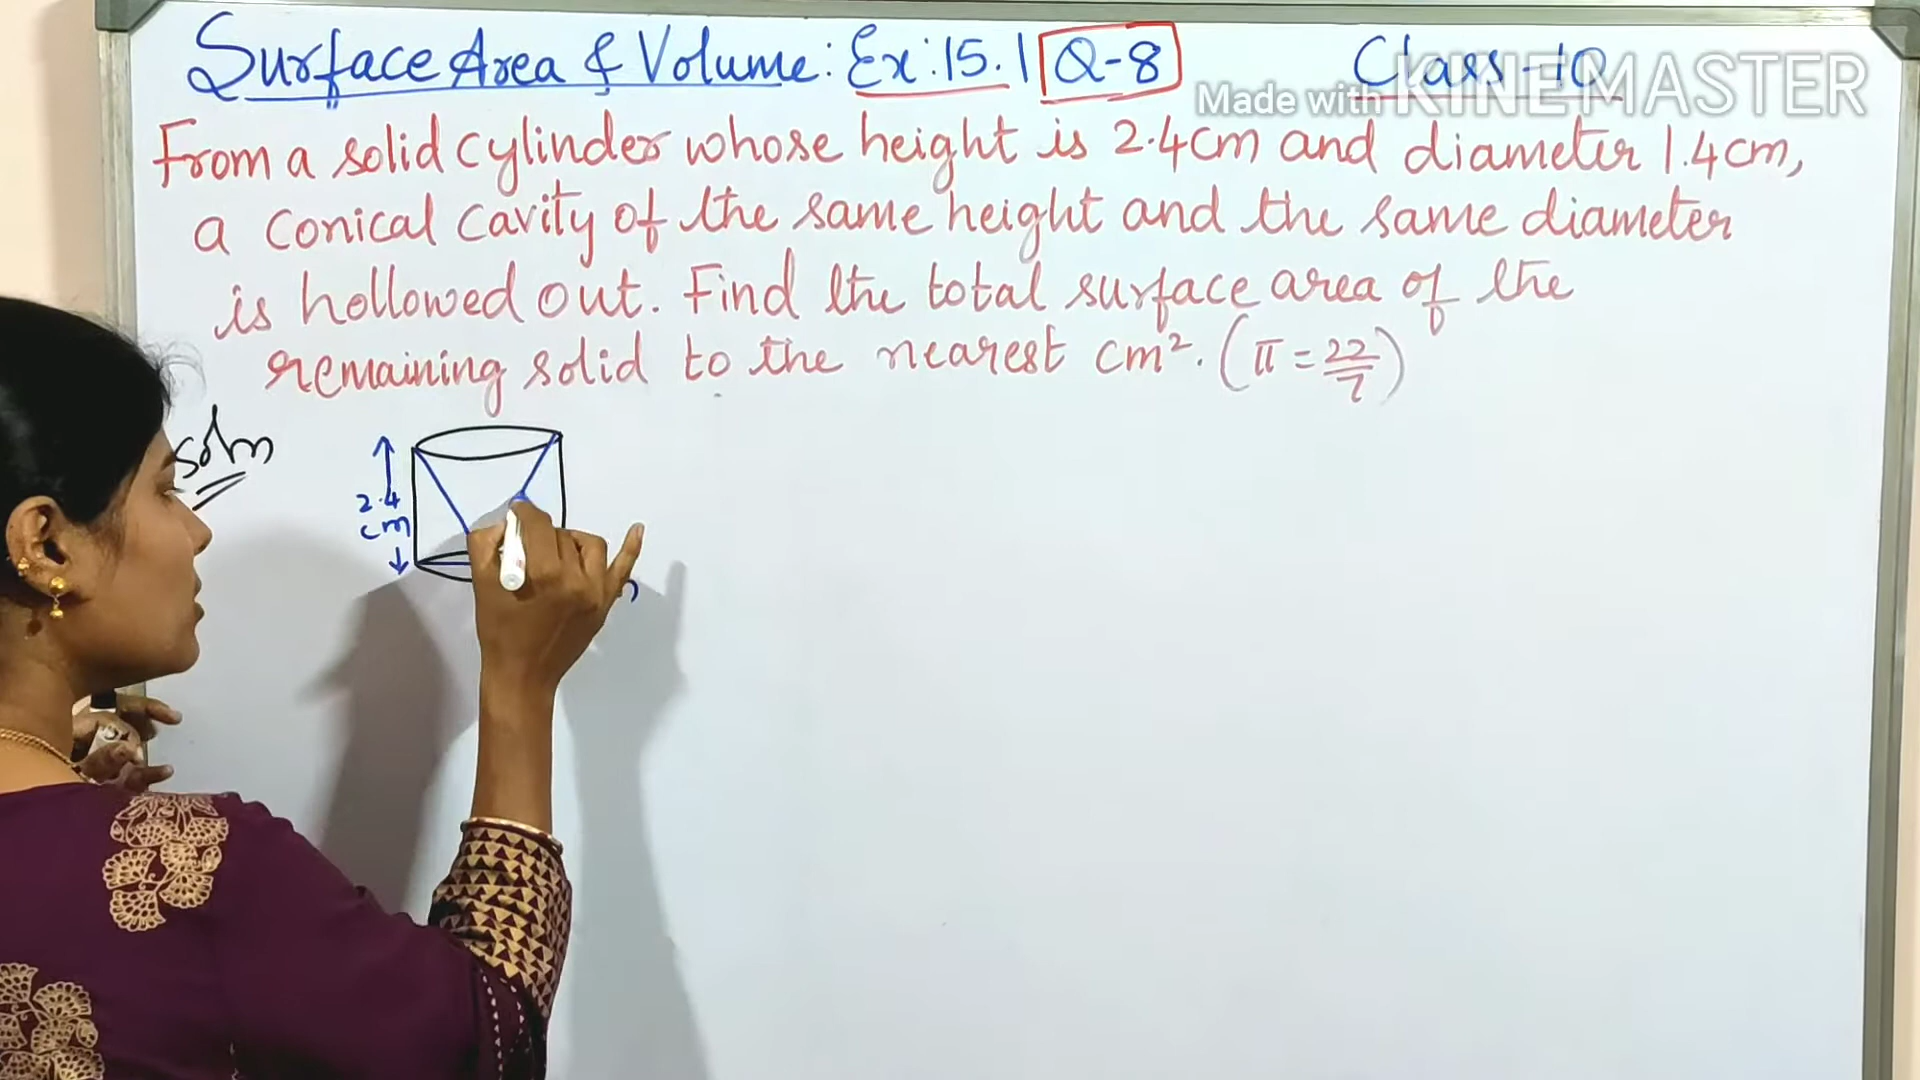 Surface Area & Volume: Ex:15.1 Q-8 Class-10
Made with KINEMASTER
From a solid cylinder whose height is 2.4cm and diameter 1.4cm,
a conical cavity of the same height and the same diameter
is hollowed out. Find the total surface area of the
remaining solid to the nearest cm². (π = 22/7)
Soln
2.4
cm